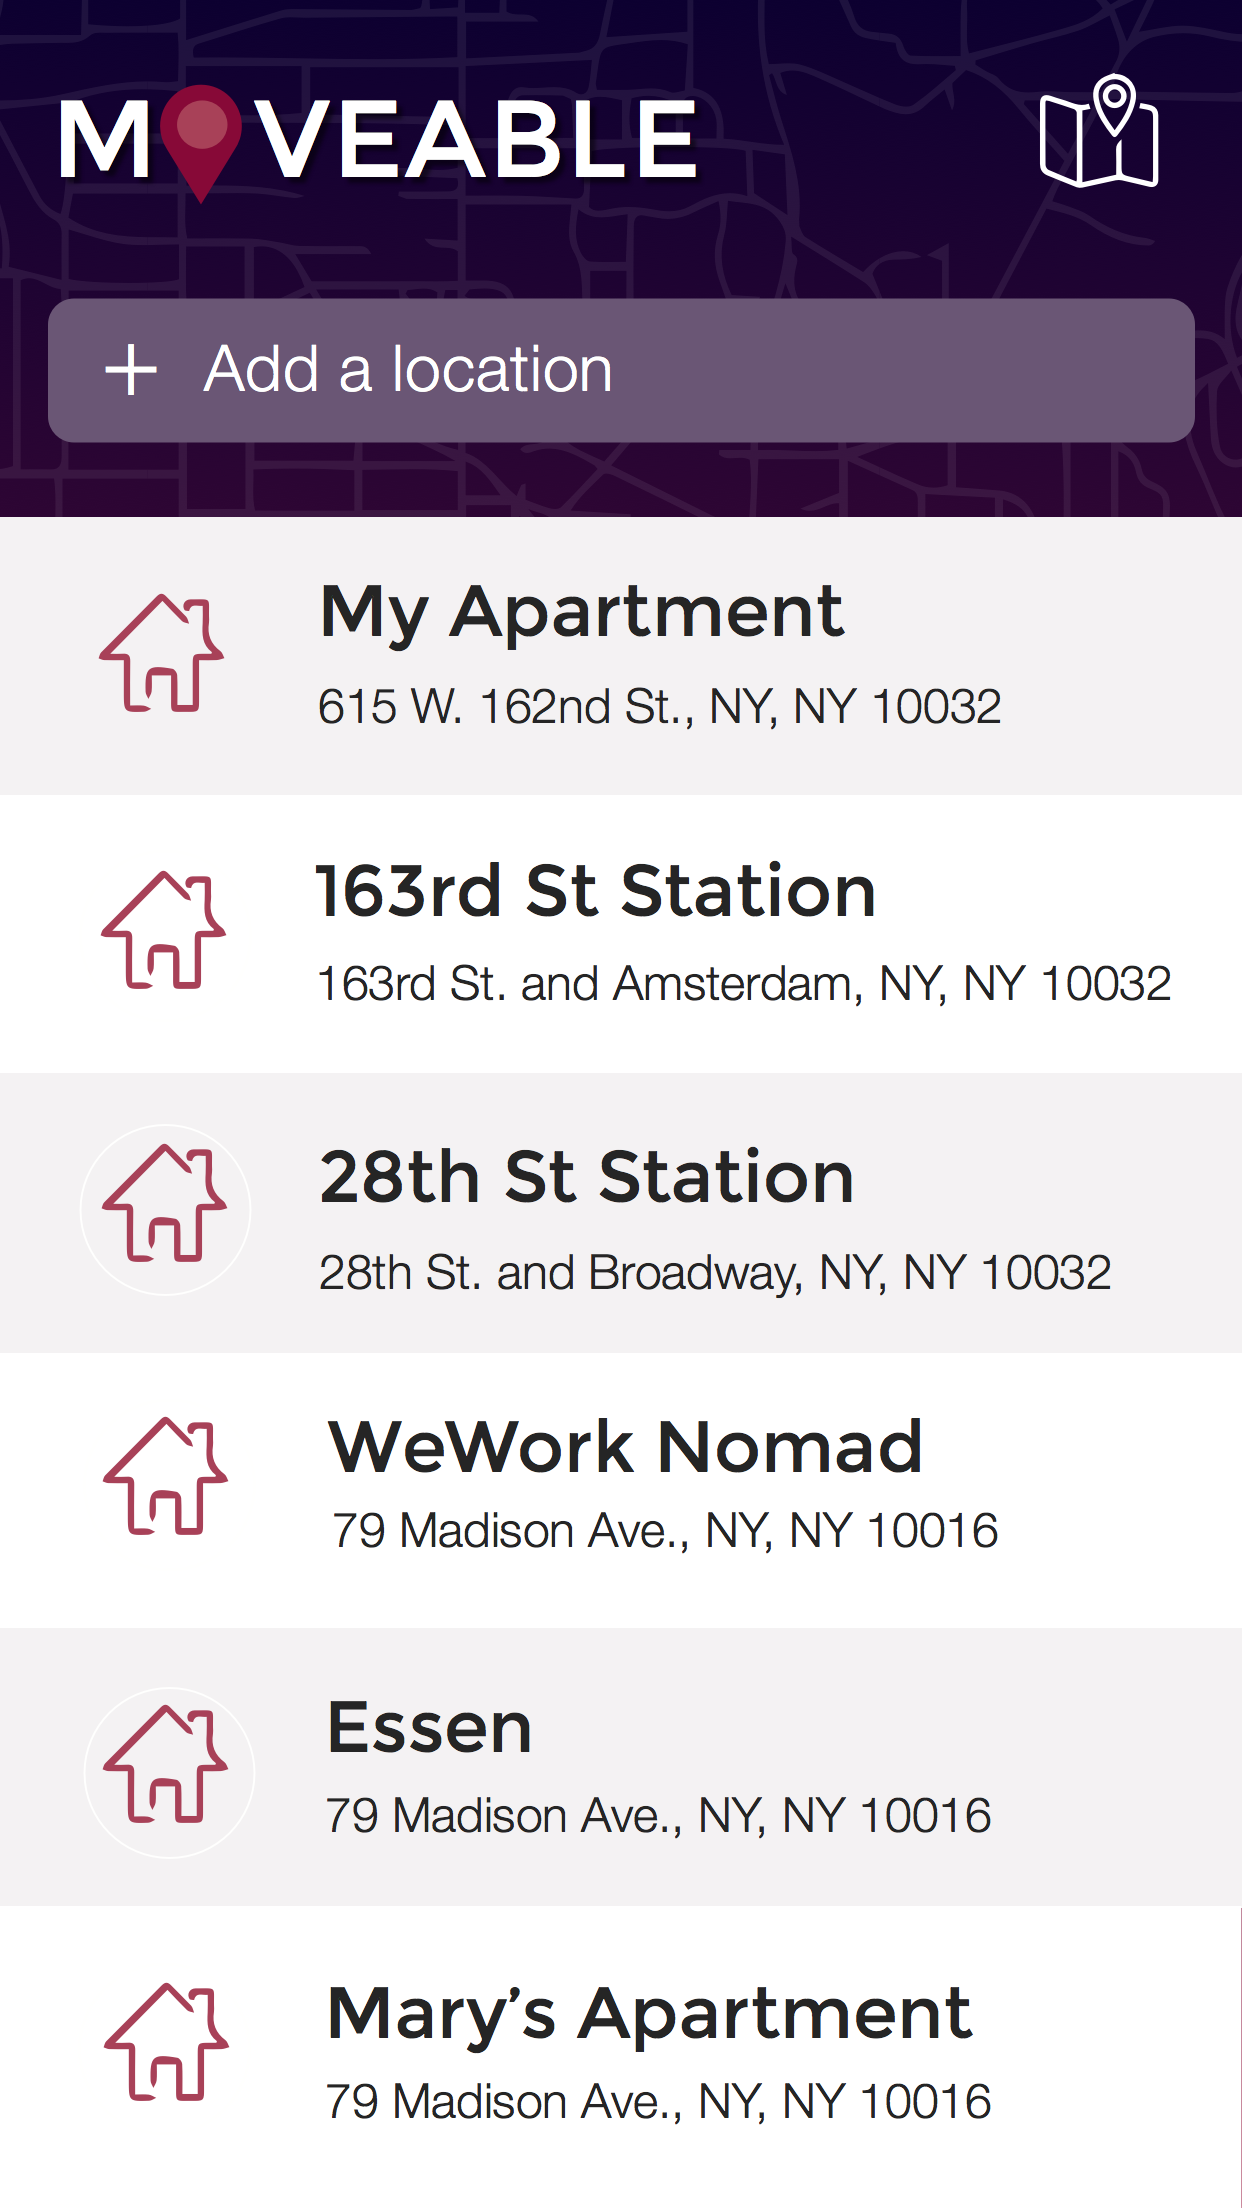 MOVEABLE
+ Add a location
My Apartment
615 W. 162nd St., NY, NY 10032
163rd St Station
163rd St. and Amsterdam, NY, NY 10032
28th St Station
28th St. and Broadway, NY, NY 10032
WeWork Nomad
79 Madison Ave., NY, NY 10016
Essen
79 Madison Ave., NY, NY 10016
Mary’s Apartment
79 Madison Ave., NY, NY 10016